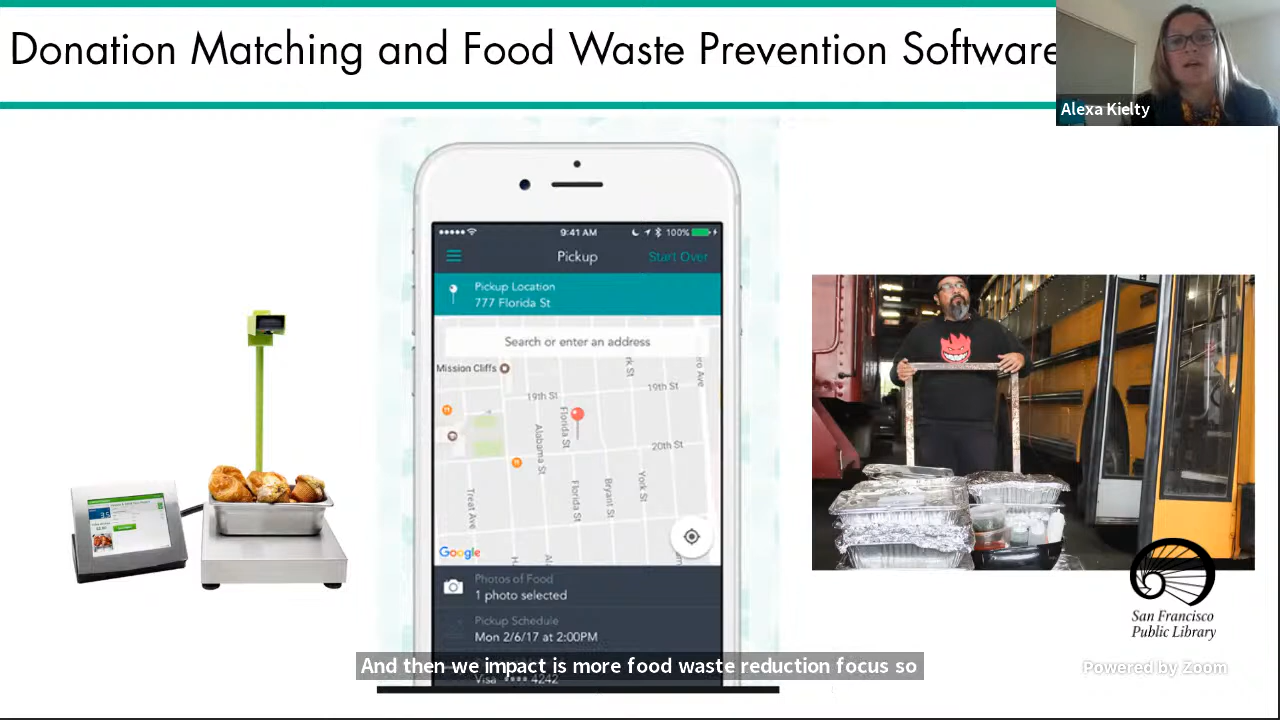 Donation Matching and Food Waste Prevention Software
Alexa Kielty
9:41 AM
100%
Pickup
Start Over
Pickup Location
777 Florida St
Search or enter an address
Mission Cliffs
York St
19th St
19th St
Florida St
Alabama St
20th St
York St
Treat Ave
Florida St
Bryant St
Google
Photos of Food
1 photo selected
Pickup Schedule
Mon 2/6/17 at 2:00PM
Visa •••• 4242
And then we impact is more food waste reduction focus so
San Francisco
Public Library
Powered by Zoom